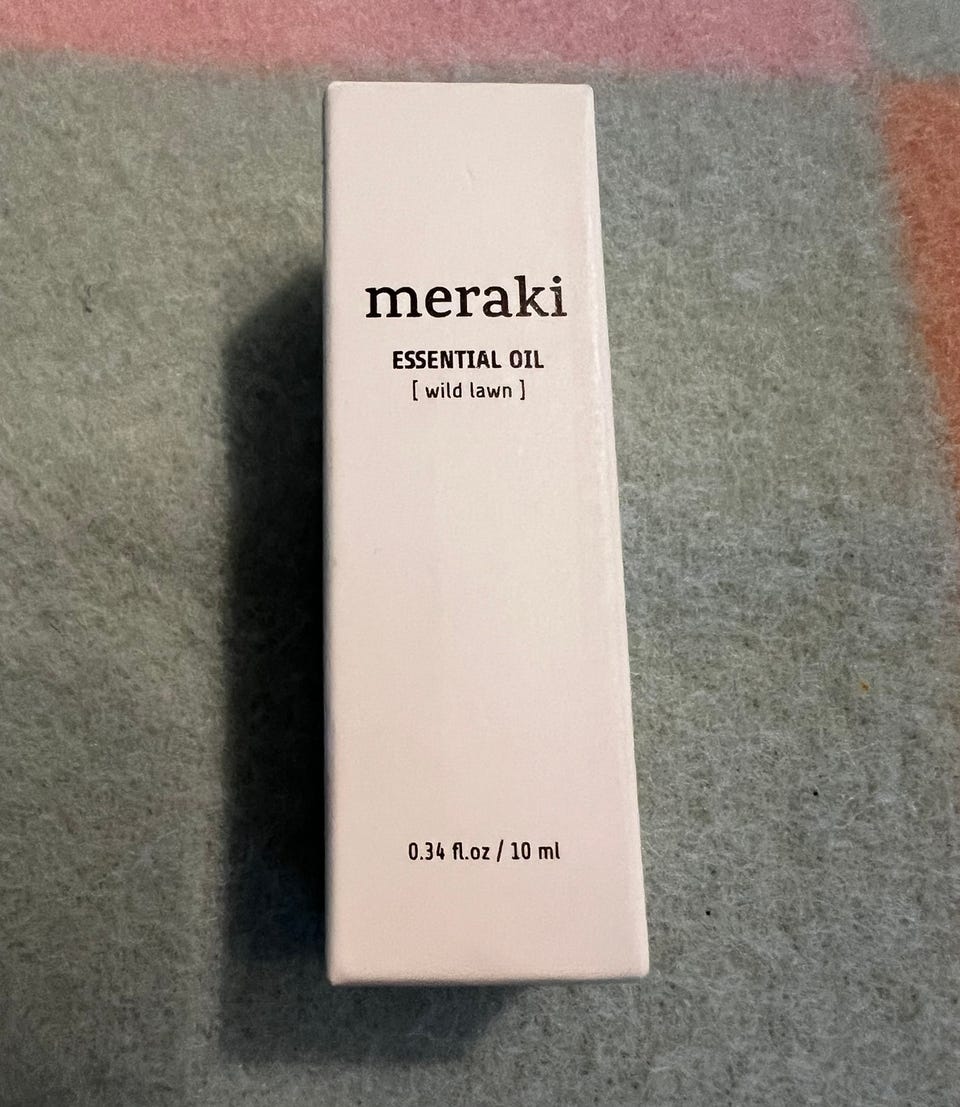 meraki
ESSENTIAL OIL
[ wild lawn ]
0.34 fl.oz / 10 ml